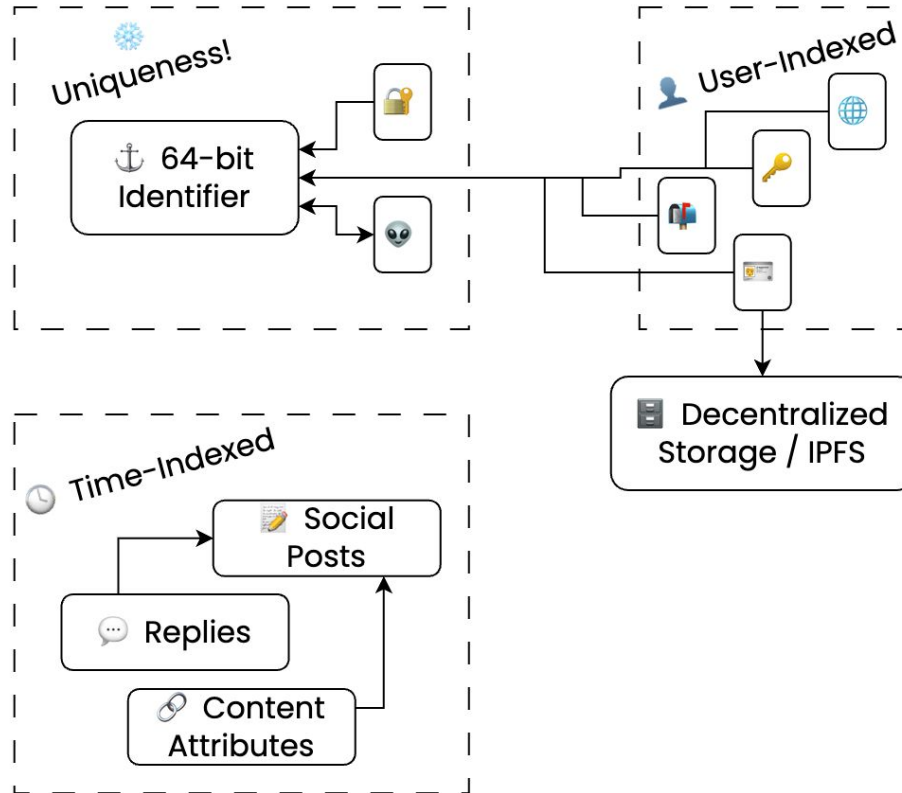 Uniqueness!
64-bit
Identifier
User-Indexed
Decentralized
Storage / IPFS
Time-Indexed
Social
Posts
Replies
Content
Attributes